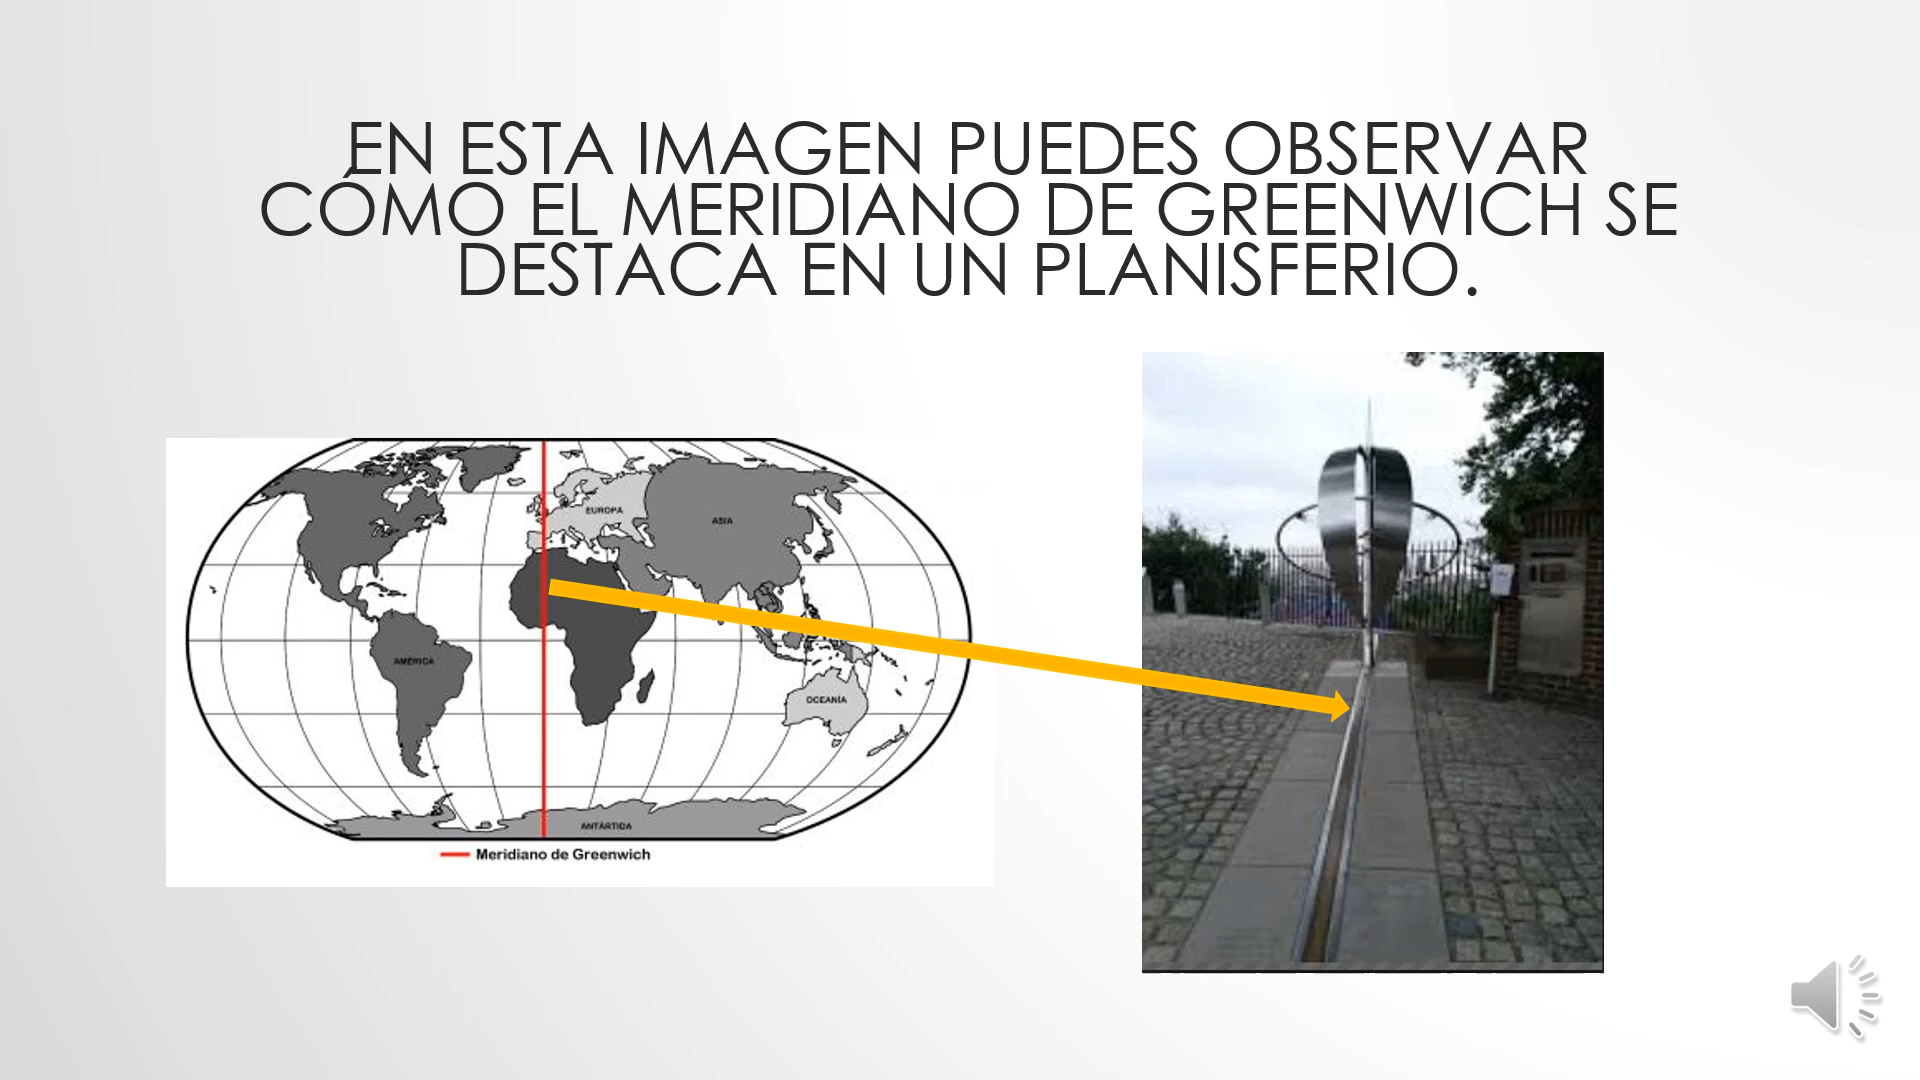 EN ESTA IMAGEN PUEDES OBSERVAR
CÓMO EL MERIDIANO DE GREENWICH SE
DESTACA EN UN PLANISFERIO.
EUROPA
ASIA
AMÉRICA
OCEANÍA
ANTÁRTIDA
Meridiano de Greenwich